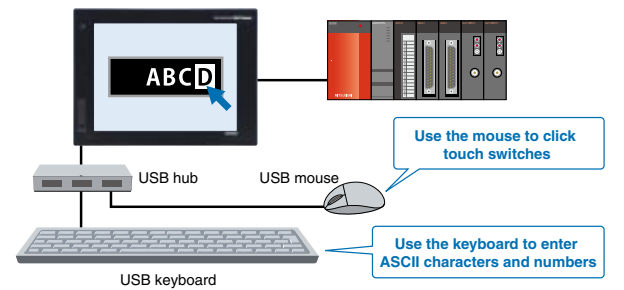 ABCD
MITSUBISHI
USB hub
USB mouse
Use the mouse to click
touch switches
Use the keyboard to enter
ASCII characters and numbers
USB keyboard